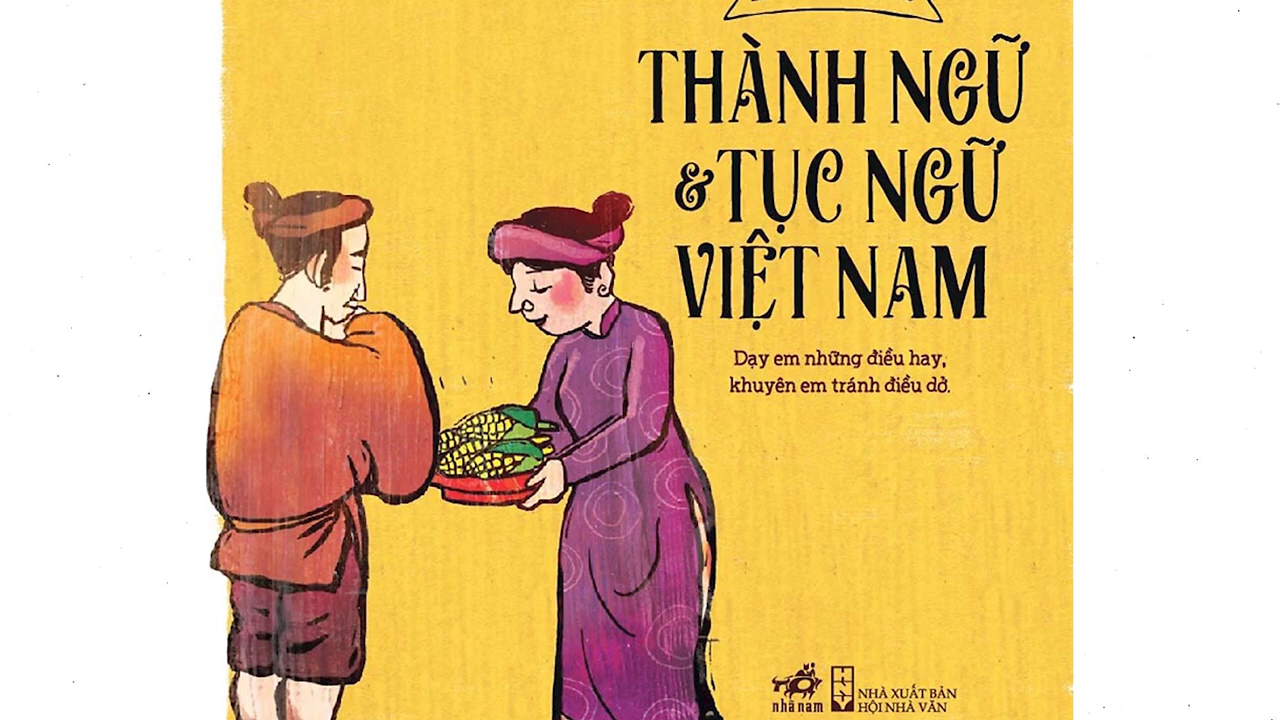 THÀNH NGỮ
& TỤC NGỮ
VIỆT NAM
Dạy em những điều hay,
khuyên em tránh điều dở.
nhã nam
NHÀ XUẤT BẢN
HỘI NHÀ VĂN